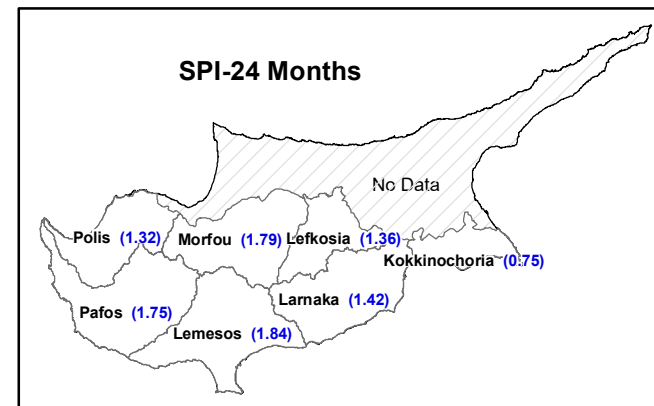 SPI-24 Months
No Data
Polis (1.32)
Morfou (1.79)
Lefkosia (1.36)
Kokkinochoria (0.75)
Pafos (1.75)
Larnaka (1.42)
Lemesos (1.84)